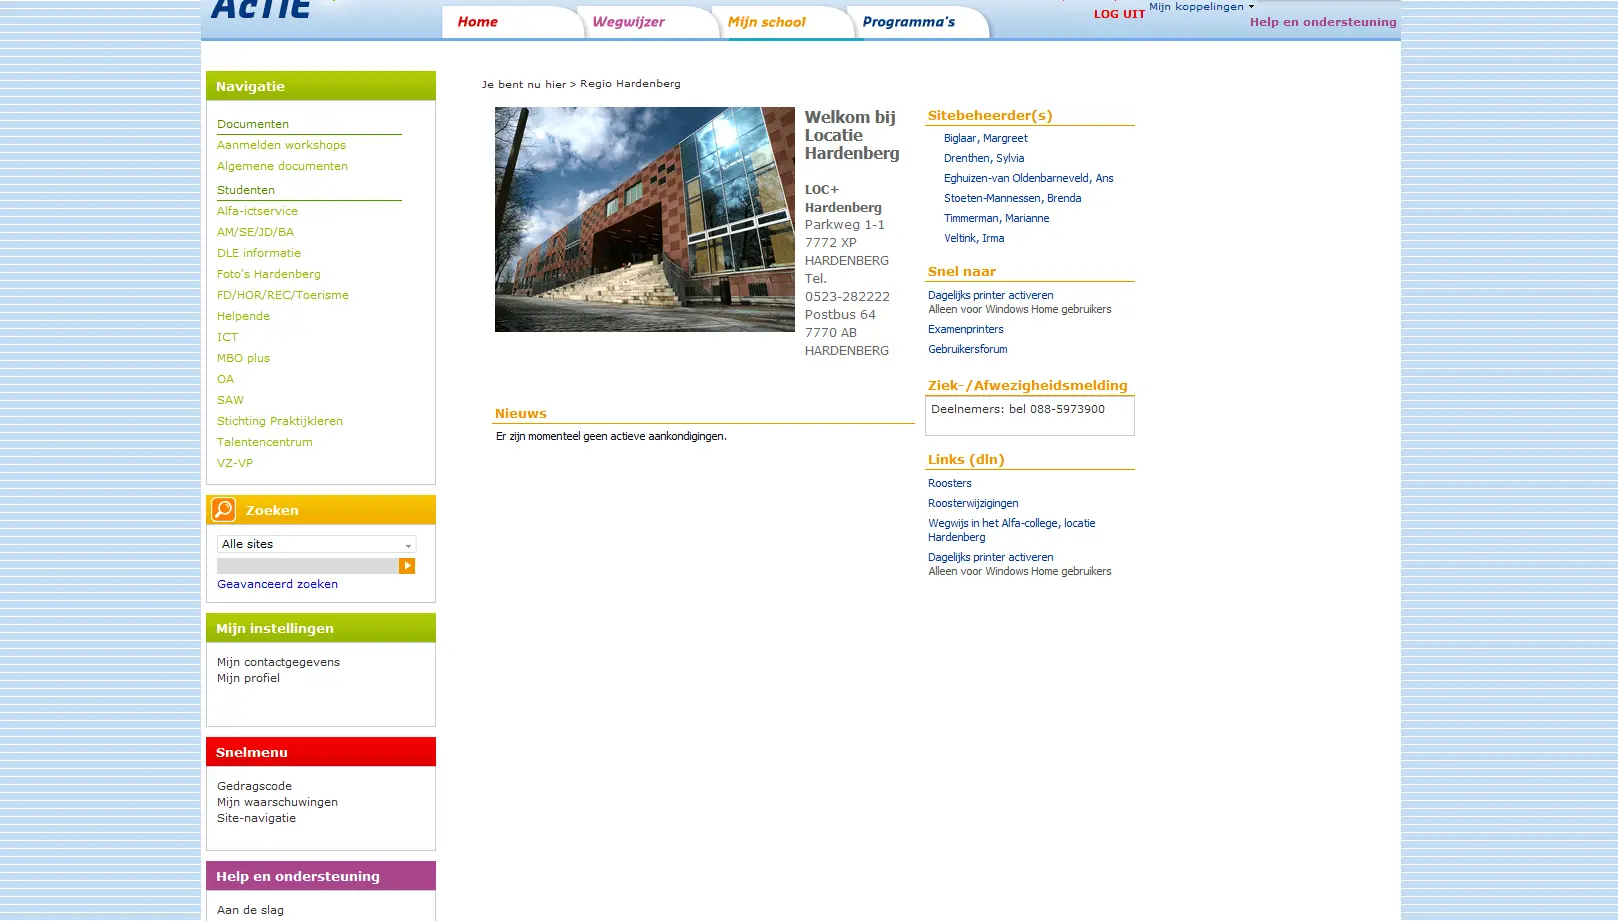 ACTIE
Home
Wegwijzer
Mijn school
Programma's
LOG UIT
Mijn koppelingen
Help en ondersteuning
Navigatie
Documenten
Aanmelden workshops
Algemene documenten
Studenten
Alfa-ictservice
AM/SE/JD/BA
DLE informatie
Foto's Hardenberg
FD/HOR/REC/Toerisme
Helpende
ICT
MBO plus
OA
SAW
Stichting Praktijkleren
Talentencentrum
VZ-VP
Zoeken
Alle sites
Geavanceerd zoeken
Mijn instellingen
Mijn contactgegevens
Mijn profiel
Snelmenu
Gedragscode
Mijn waarschuwingen
Site-navigatie
Help en ondersteuning
Aan de slag
Je bent nu hier > Regio Hardenberg
Welkom bij
Locatie
Hardenberg
LOC+
Hardenberg
Parkweg 1-1
7772 XP
HARDENBERG
Tel.
0523-282222
Postbus 64
7770 AB
HARDENBERG
Nieuws
Er zijn momenteel geen actieve aankondigingen.
Sitebeheerder(s)
Biglaar, Margreet
Drenthen, Sylvia
Eghuizen-van Oldenbarneveld, Ans
Stoeten-Mannessen, Brenda
Timmerman, Marianne
Veltink, Irma
Snel naar
Dagelijks printer activeren
Alleen voor Windows Home gebruikers
Examenprinters
Gebruikersforum
Ziek-/Afwezigheidsmelding
Deelnemers: bel 088-5973900
Links (dln)
Roosters
Roosterwijzigingen
Wegwijs in het Alfa-college, locatie
Hardenberg
Dagelijks printer activeren
Alleen voor Windows Home gebruikers